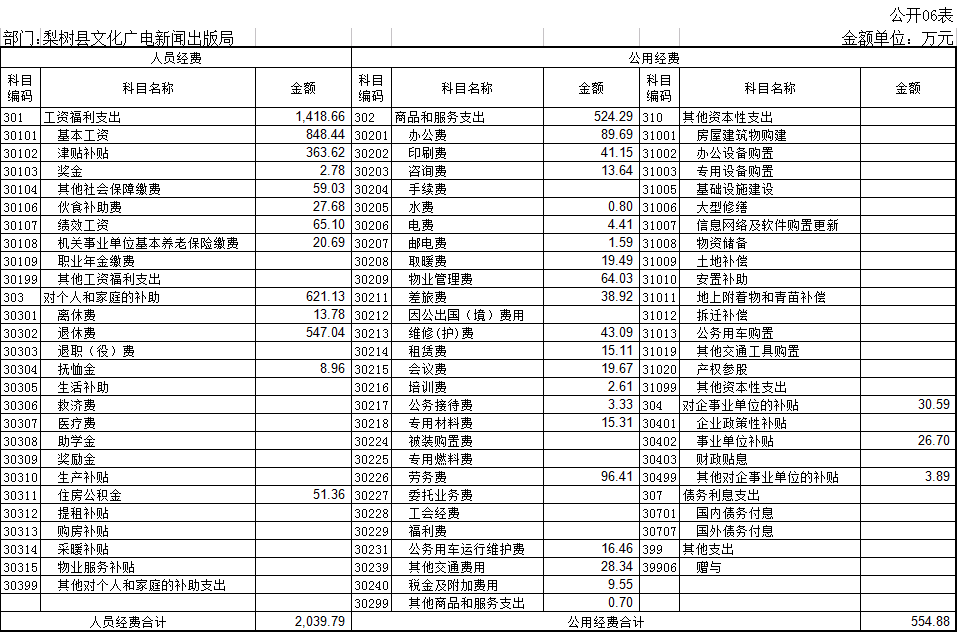 公开06表
部门:梨树县文化广电新闻出版局 金额单位：万元
人员经费 公用经费
科目编码 科目名称 金额 科目编码 科目名称 金额 科目编码 科目名称 金额
301 工资福利支出 1,418.66 302 商品和服务支出 524.29 310 其他资本性支出
30101 基本工资 848.44 30201 办公费 89.69 31001 房屋建筑物购建
30102 津贴补贴 363.62 30202 印刷费 41.15 31002 办公设备购置
30103 奖金 2.78 30203 咨询费 13.64 31003 专用设备购置
30104 其他社会保障缴费 59.03 30204 手续费 31005 基础设施建设
30106 伙食补助费 27.68 30205 水费 0.80 31006 大型修缮
30107 绩效工资 65.10 30206 电费 4.41 31007 信息网络及软件购置更新
30108 机关事业单位基本养老保险缴费 20.69 30207 邮电费 1.59 31008 物资储备
30109 职业年金缴费 30208 取暖费 19.49 31009 土地补偿
30199 其他工资福利支出 30209 物业管理费 64.03 31010 安置补助
303 对个人和家庭的补助 621.13 30211 差旅费 38.92 31011 地上附着物和青苗补偿
30301 离休费 13.78 30212 因公出国（境）费用 31012 拆迁补偿
30302 退休费 547.04 30213 维修(护)费 43.09 31013 公务用车购置
30303 退职（役）费 30214 租赁费 15.11 31019 其他交通工具购置
30304 抚恤金 8.96 30215 会议费 19.67 31020 产权参股
30305 生活补助 30216 培训费 2.61 31099 其他资本性支出
30306 救济费 30217 公务接待费 3.33 304 对企事业单位的补贴 30.59
30307 医疗费 30218 专用材料费 15.31 30401 企业政策性补贴
30308 助学金 30224 被装购置费 30402 事业单位补贴 26.70
30309 奖励金 30225 专用燃料费 30403 财政贴息
30310 生产补贴 30226 劳务费 96.41 30499 其他对企事业单位的补贴 3.89
30311 住房公积金 51.36 30227 委托业务费 307 债务利息支出
30312 提租补贴 30228 工会经费 30701 国内债务付息
30313 购房补贴 30229 福利费 30707 国外债务付息
30314 采暖补贴 30231 公务用车运行维护费 16.46 399 其他支出
30315 物业服务补贴 30239 其他交通费用 28.34 39906 赠与
30399 其他对个人和家庭的补助支出 30240 税金及附加费用 9.55
30299 其他商品和服务支出 0.70
人员经费合计 2,039.79 公用经费合计 554.88